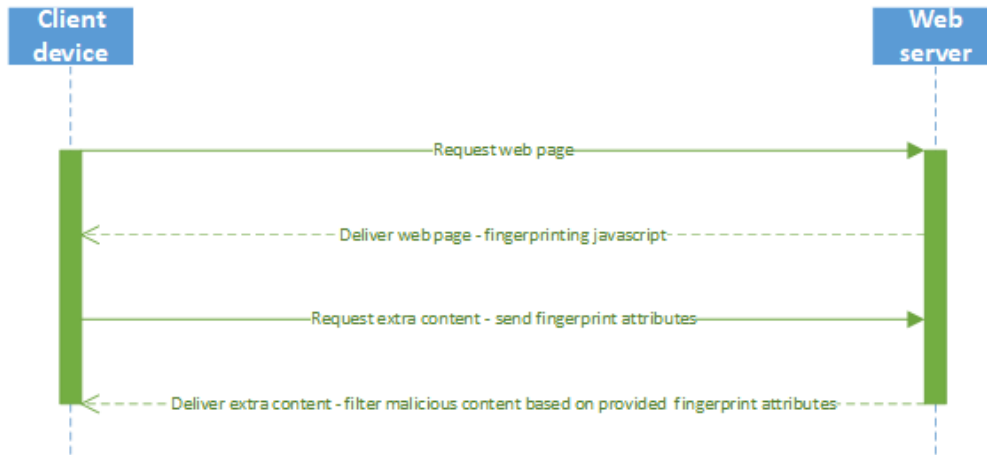 Client
device
Web
server
Request web page
Deliver web page - fingerprinting javascript
Request extra content - send fingerprint attributes
Deliver extra content - filter malicious content based on provided fingerprint attributes